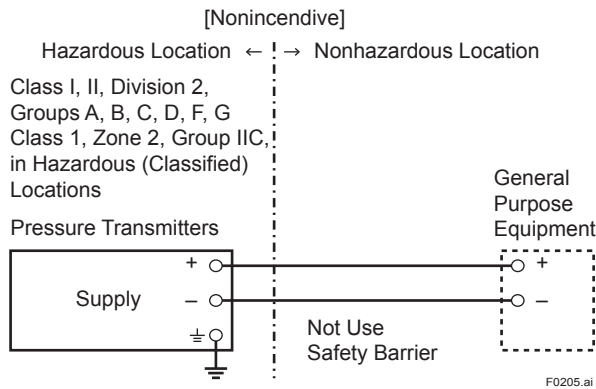 [Nonincendive]
Hazardous Location ← → Nonhazardous Location
Class I, II, Division 2,
Groups A, B, C, D, F, G
Class 1, Zone 2, Group IIC,
in Hazardous (Classified)
Locations
General
Purpose
Equipment
Pressure Transmitters
+ +
Supply – –
Not Use
Safety Barrier
F0205.ai